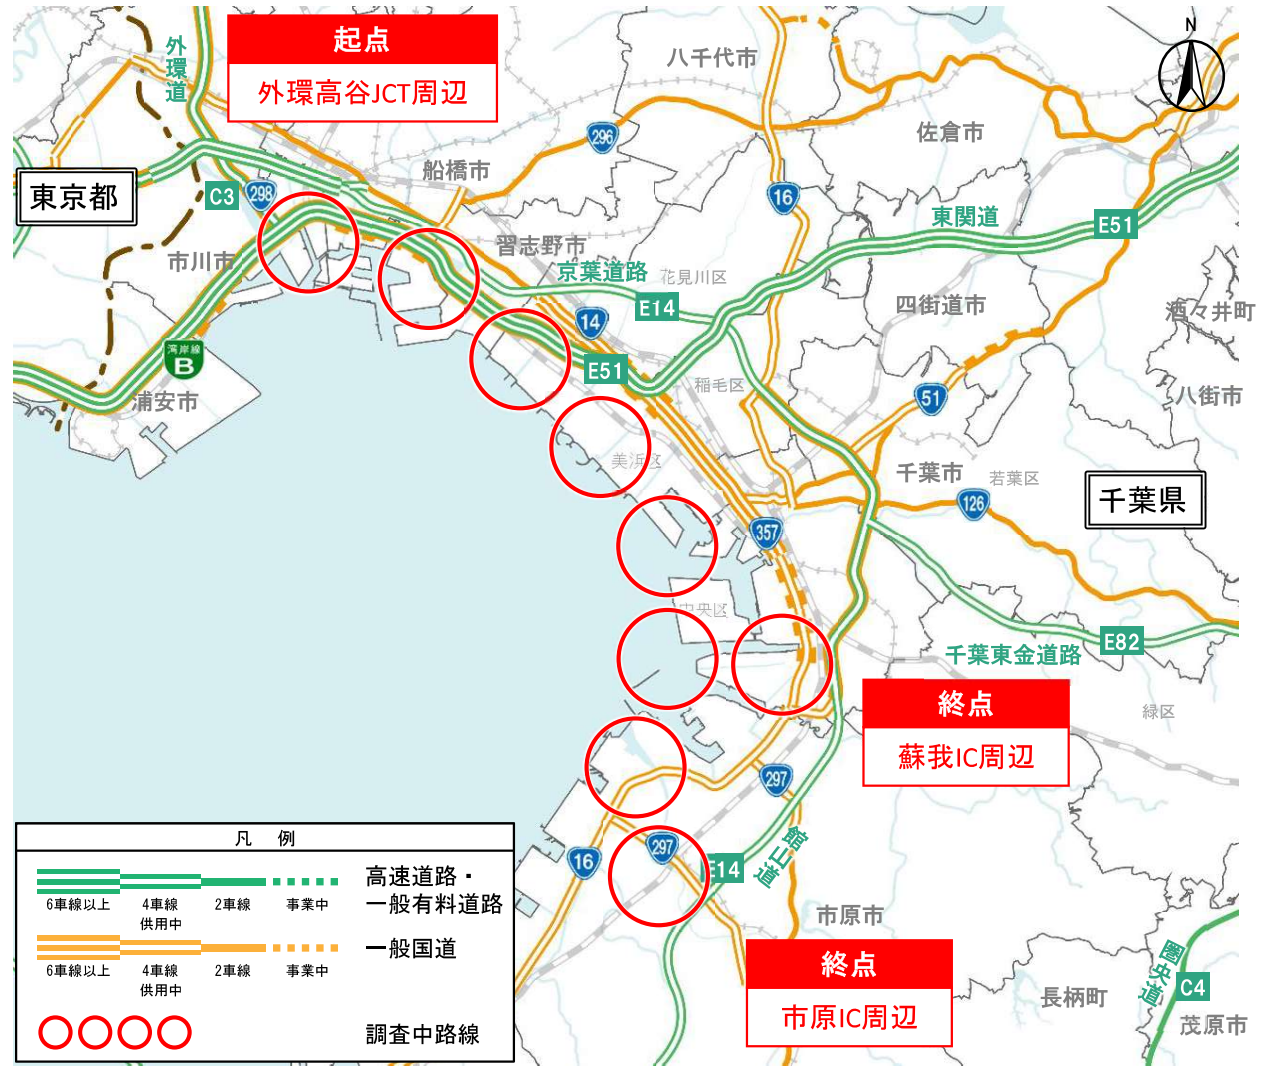 起点
外環高谷JCT周辺
N
外環道
八千代市
296
佐倉市
船橋市
東京都
C3
298
16
東関道
E51
習志野市
市川市
京葉道路
花見川区
E14
14
四街道市
酒々井町
湾岸線
B
E51
稲毛区
51
八街市
浦安市
美浜区
千葉市
若葉区
千葉県
126
357
中央区
千葉東金道路
E82
終点
蘇我IC周辺
緑区
297
館山道
16
297
E14
市原市
終点
市原IC周辺
圏央道
C4
長柄町
茂原市
凡 例
高速道路・
一般有料道路
6車線以上 4車線 供用中 2車線 事業中
一般国道
6車線以上 4車線 供用中 2車線 事業中
調査中路線